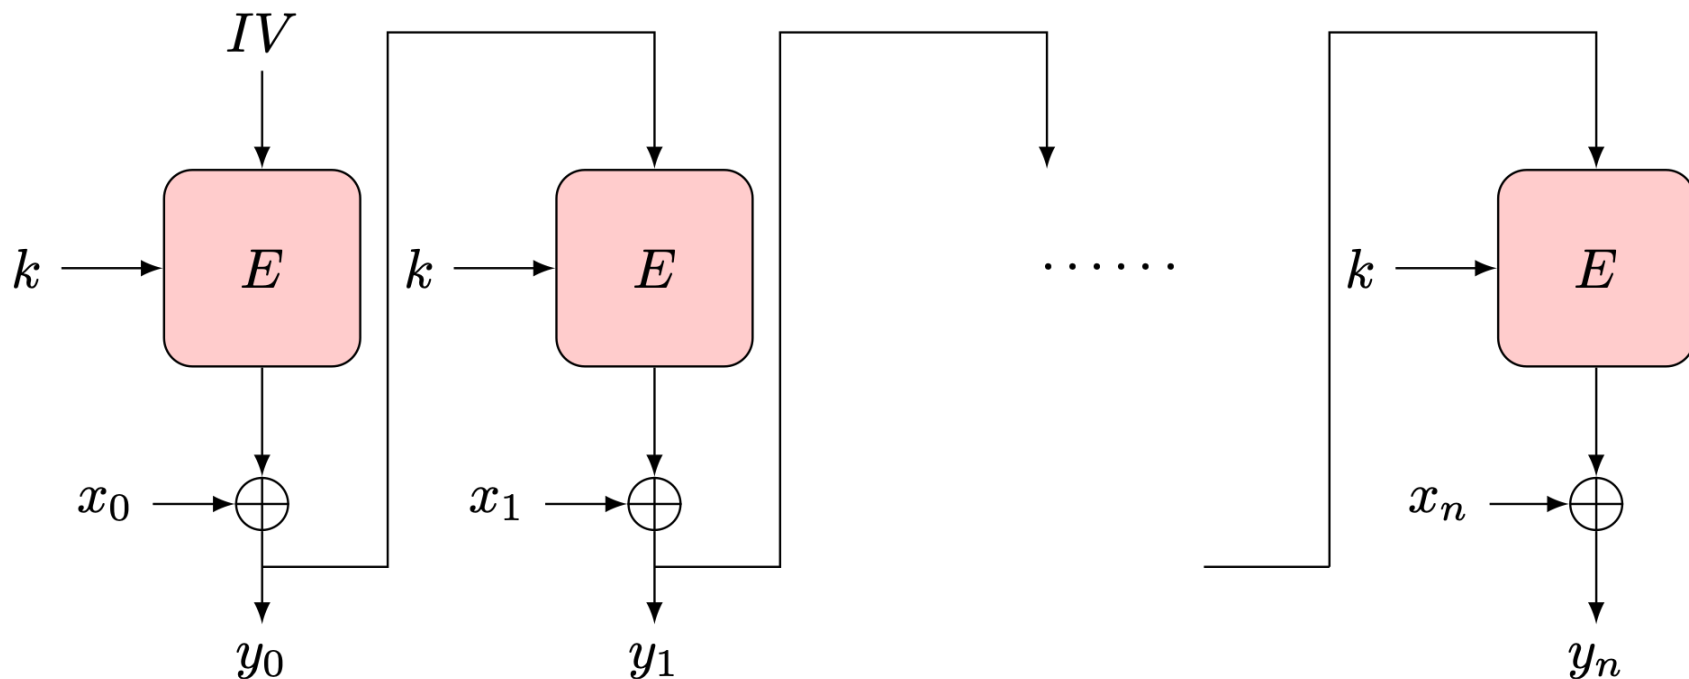 IV
k E k E ...... k E
x₀ ⊕ x₁ ⊕ xₙ ⊕
y₀ y₁ yₙ